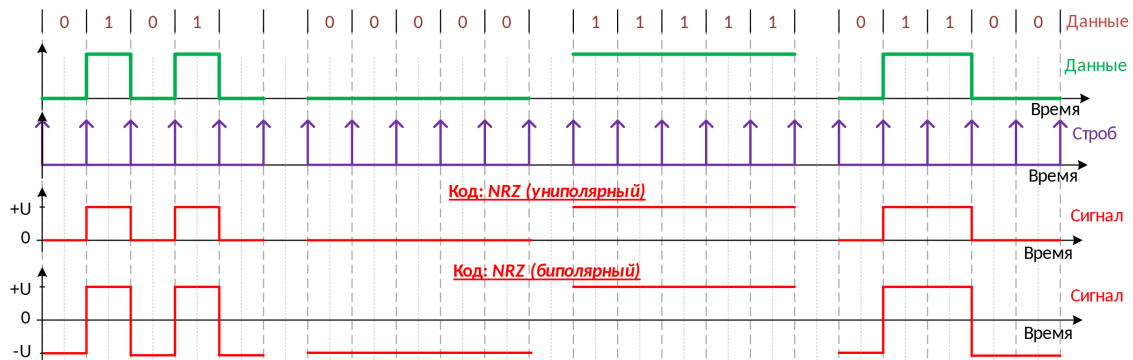 0 1 0 1 0 0 0 0 0 1 1 1 1 1 0 1 1 0 0 Данные
Данные
Время
Строб
Время
Код: NRZ (униполярный)
+U
Сигнал
0
Время
Код: NRZ (биполярный)
+U
Сигнал
0
Время
-U